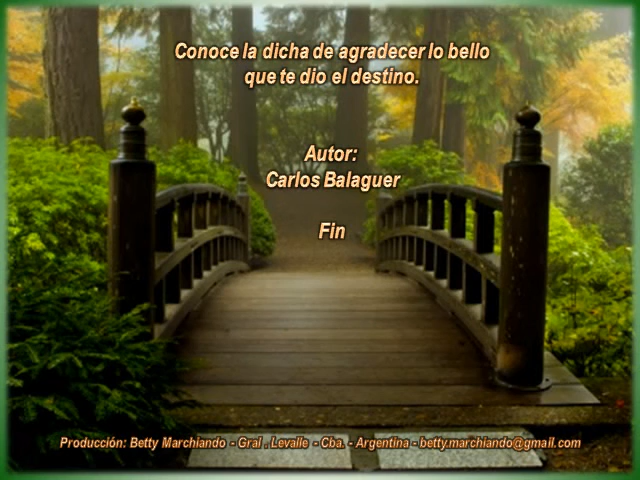 Conoce la dicha de agradecer lo bello
que te dio el destino.
Autor:
Carlos Balaguer
Fin
Producción: Betty Marchiando - Gral . Levalle - Cba. - Argentina - betty.marchiando@gmail.com